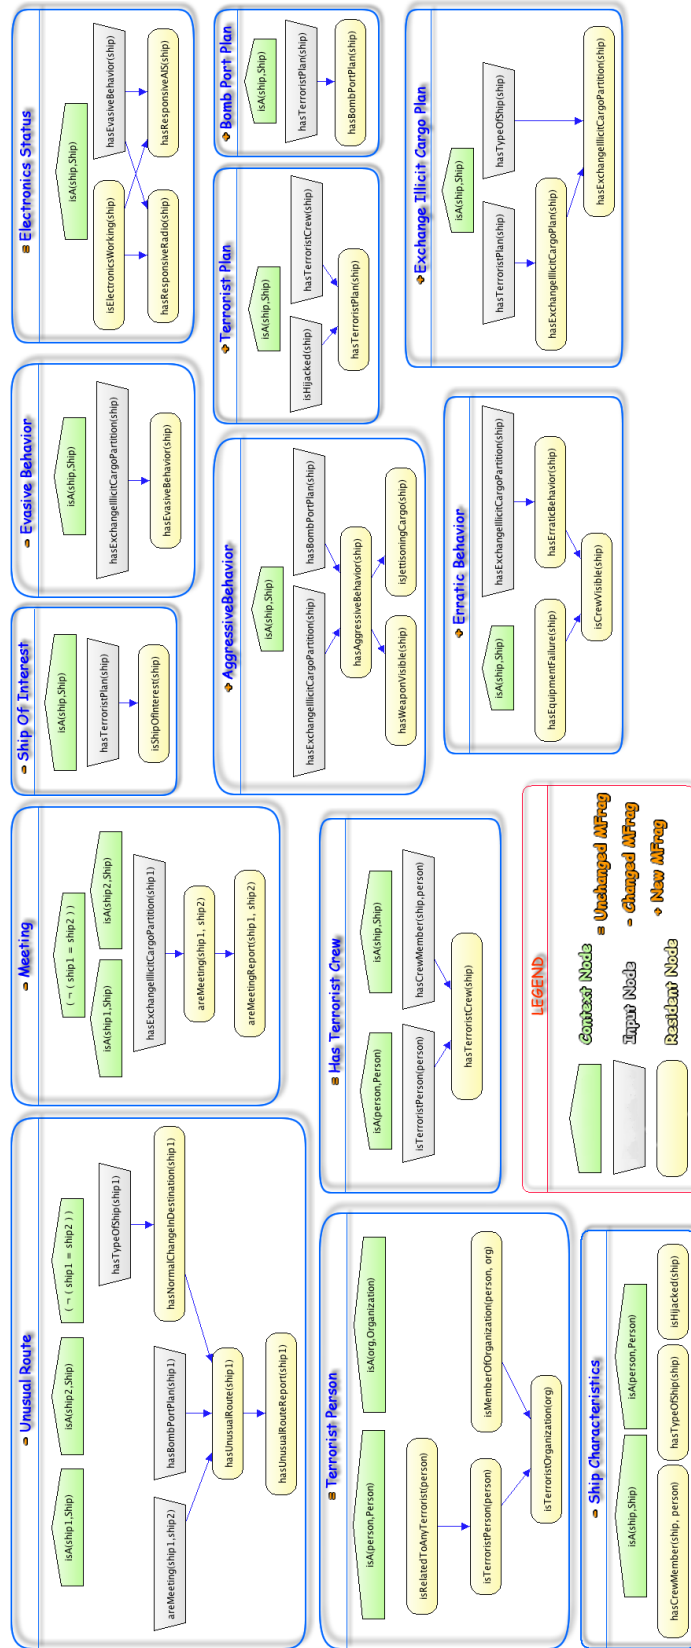 - Unusual Route
isA(ship1,Ship)
isA(ship2,Ship)
( ¬ ( ship1 = ship2 ) )
hasTypeOfShip(ship1)
areMeeting(ship1,ship2)
hasBombPortPlan(ship1)
hasNormalChangeInDestination(ship1)
hasUnusualRoute(ship1)
hasUnusualRouteReport(ship1)
- Meeting
( ¬ ( ship1 = ship2 ) )
isA(ship1,Ship)
isA(ship2,Ship)
hasExchangeIllicitCargoPartition(ship1)
areMeeting(ship1, ship2)
areMeetingReport(ship1, ship2)
- Ship Of Interest
isA(ship,Ship)
hasTerroristPlan(ship)
isShipOfInterest(ship)
- Evasive Behavior
isA(ship,Ship)
hasExchangeIllicitCargoPartition(ship)
hasEvasiveBehavior(ship)
= Electronics Status
isA(ship,Ship)
isElectronicsWorking(ship)
hasEvasiveBehavior(ship)
hasResponsiveRadio(ship)
hasResponsiveAIS(ship)
+ AggressiveBehavior
isA(ship,Ship)
hasExchangeIllicitCargoPartition(ship)
hasBombPortPlan(ship)
hasAggressiveBehavior(ship)
hasWeaponVisible(ship)
isJettisoningCargo(ship)
+ Terrorist Plan
isA(ship,Ship)
isHijacked(ship)
hasTerroristCrew(ship)
hasTerroristPlan(ship)
+ Bomb Port Plan
isA(ship,Ship)
hasTerroristPlan(ship)
hasBombPortPlan(ship)
= Terrorist Person
isA(person,Person)
isA(org,Organization)
isRelatedToAnyTerrorist(person)
isTerroristPerson(person)
isMemberOfOrganization(person, org)
isTerroristOrganization(org)
= Has Terrorist Crew
isA(person,Person)
isA(ship,Ship)
isTerroristPerson(person)
hasCrewMember(ship,person)
hasTerroristCrew(ship)
+ Erratic Behavior
isA(ship,Ship)
hasExchangeIllicitCargoPartition(ship)
hasEquipmentFailure(ship)
hasErraticBehavior(ship)
isCrewVisible(ship)
+ Exchange Illicit Cargo Plan
isA(ship,Ship)
hasTerroristPlan(ship)
hasTypeOfShip(ship)
hasExchangeIllicitCargoPlan(ship)
hasExchangeIllicitCargoPartition(ship)
- Ship Characteristics
isA(ship,Ship)
isA(person,Person)
hasCrewMember(ship, person)
hasTypeOfShip(ship)
isHijacked(ship)
LEGEND
Context Node
= Unchanged MFrag
Input Node
- Changed MFrag
Resident Node
+ New MFrag